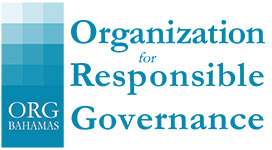 Organization
for
Responsible
Governance
ORG
BAHAMAS